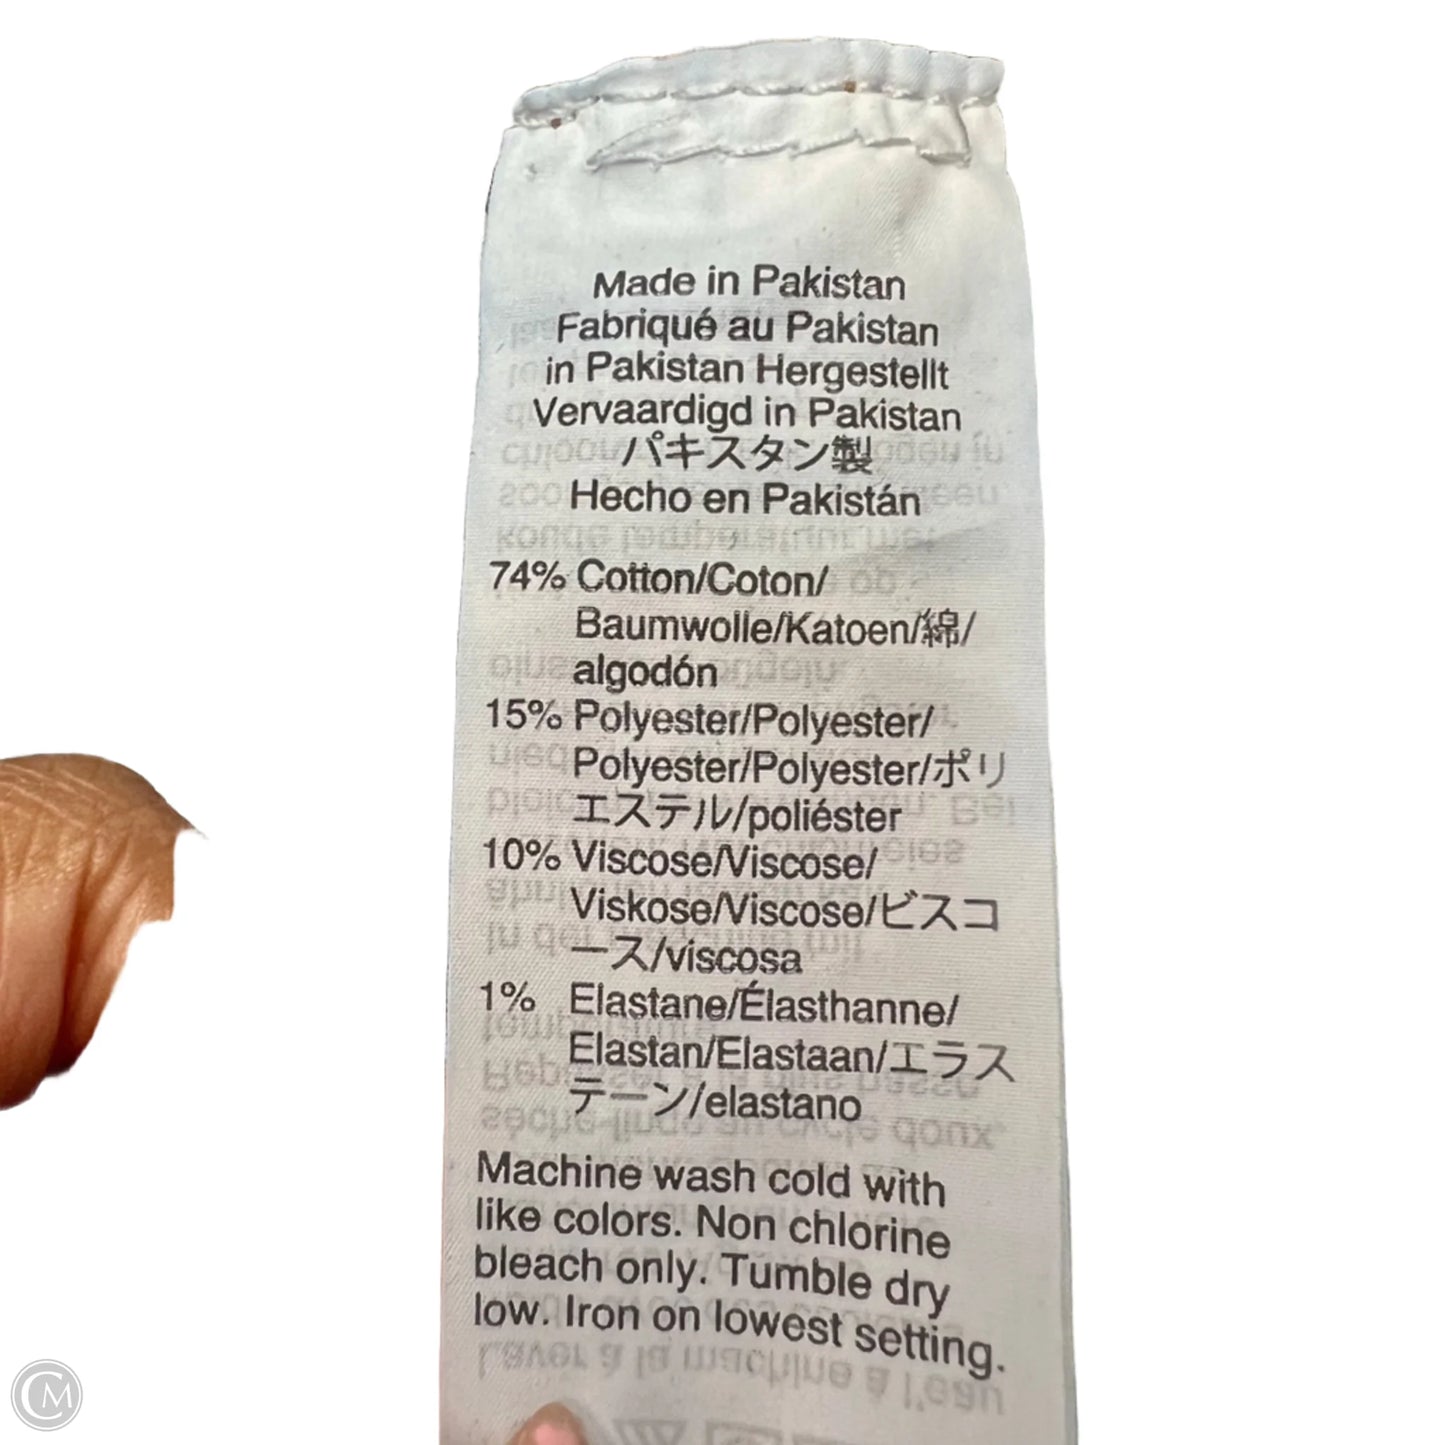 Made in Pakistan
Fabriqué au Pakistan
in Pakistan Hergestellt
Vervaardigd in Pakistan
パキスタン製
Hecho en Pakistán
74% Cotton/Coton/
Baumwolle/Katoen/綿/
algodón
15% Polyester/Polyester/
Polyester/Polyester/ポリ
エステル/poliéster
10% Viscose/Viscose/
Viskose/Viscose/ビスコ
ース/viscosa
1% Elastane/Élasthanne/
Elastan/Elastaan/エラス
テーン/elastano
Machine wash cold with
like colors. Non chlorine
bleach only. Tumble dry
low. Iron on lowest setting.
CM